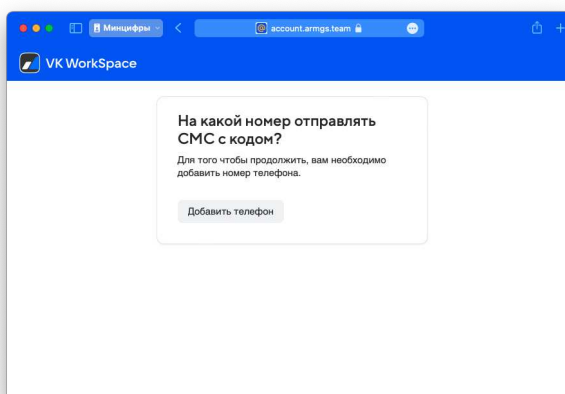 Минцифры
account.armgs.team
VK WorkSpace
На какой номер отправлять
СМС с кодом?
Для того чтобы продолжить, вам необходимо
добавить номер телефона.
Добавить телефон